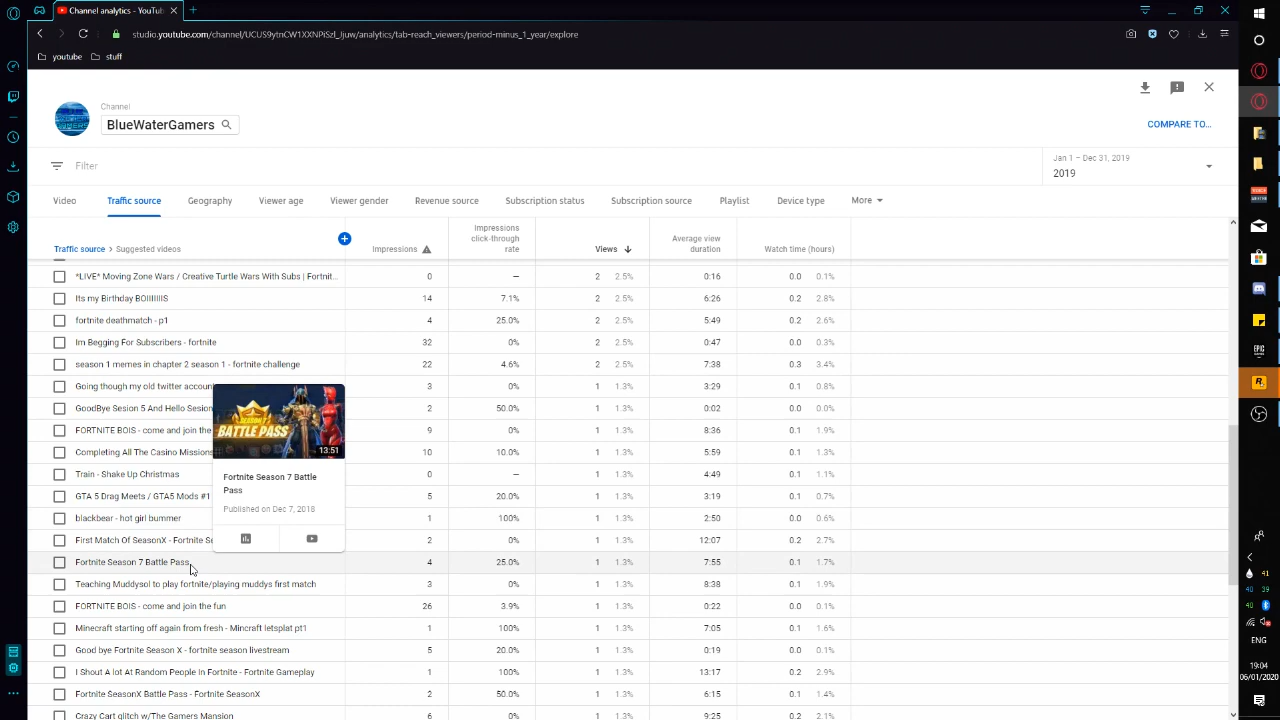 Channel analytics - YouTub
studio.youtube.com/channel/UCUS9ytnCW1XXNPiSzI_Ijuw/analytics/tab-reach_viewers/period-minus_1_year/explore
youtube stuff
Channel
BlueWaterGamers
COMPARE TO...
Filter
Jan 1 – Dec 31, 2019
2019
Video Traffic source Geography Viewer age Viewer gender Revenue source Subscription status Subscription source Playlist Device type More
Traffic source > Suggested videos Impressions Impressions click-through rate Views Average view duration Watch time (hours)
*LIVE* Moving Zone Wars / Creative Turtle Wars With Subs | Fortnit... 0 – 2 2.5% 0:16 0.0 0.1%
Its my Birthday BOIIIIIIS 14 7.1% 2 2.5% 6:26 0.2 2.8%
fortnite deathmatch - p1 4 25.0% 2 2.5% 5:49 0.2 2.6%
Im Begging For Subscribers - fortnite 32 0% 2 2.5% 0:47 0.0 0.3%
season 1 memes in chapter 2 season 1 - fortnite challenge 22 4.6% 2 2.5% 7:38 0.3 3.4%
Going though my old twitter account 3 0% 1 1.3% 3:29 0.1 0.8%
GoodBye Sesion 5 And Hello Sesion 2 50.0% 1 1.3% 0:02 0.0 0.0%
FORTNITE BOIS - come and join the 9 0% 1 1.3% 8:36 0.1 1.9%
Completing All The Casino Missions 10 10.0% 1 1.3% 5:59 0.1 1.3%
Train - Shake Up Christmas 0 – 1 1.3% 4:49 0.1 1.1%
GTA 5 Drag Meets / GTA5 Mods #1 5 20.0% 1 1.3% 3:19 0.1 0.7%
blackbear - hot girl bummer 1 100% 1 1.3% 2:50 0.0 0.6%
First Match Of SeasonX - Fortnite Se 2 0% 1 1.3% 12:07 0.2 2.7%
Fortnite Season 7 Battle Pass 4 25.0% 1 1.3% 7:55 0.1 1.7%
Teaching Muddysol to play fortnite/playing muddys first match 3 0% 1 1.3% 8:38 0.1 1.9%
FORTNITE BOIS - come and join the fun 26 3.9% 1 1.3% 0:22 0.0 0.1%
Minecraft starting off again from fresh - Mincraft letsplat pt1 1 100% 1 1.3% 7:05 0.1 1.6%
Good bye Fortnite Season X - fortnite season livestream 5 20.0% 1 1.3% 0:19 0.0 0.1%
I Shout A lot At Random People In Fortnite - Fortnite Gameplay 1 100% 1 1.3% 13:17 0.2 2.9%
Fortnite SeasonX Battle Pass - Fortnite SeasonX 2 50.0% 1 1.3% 6:15 0.1 1.4%
Crazy Cart glitch w/The Gamers Mansion 6 0% 1 1.3% 9:25 0.2 2.1%
SEASON 7
BATTLE PASS
13:51
Fortnite Season 7 Battle
Pass
Published on Dec 7, 2018
EPIC
GAMES
R
41
40 39
40
ENG
19:04
06/01/2020